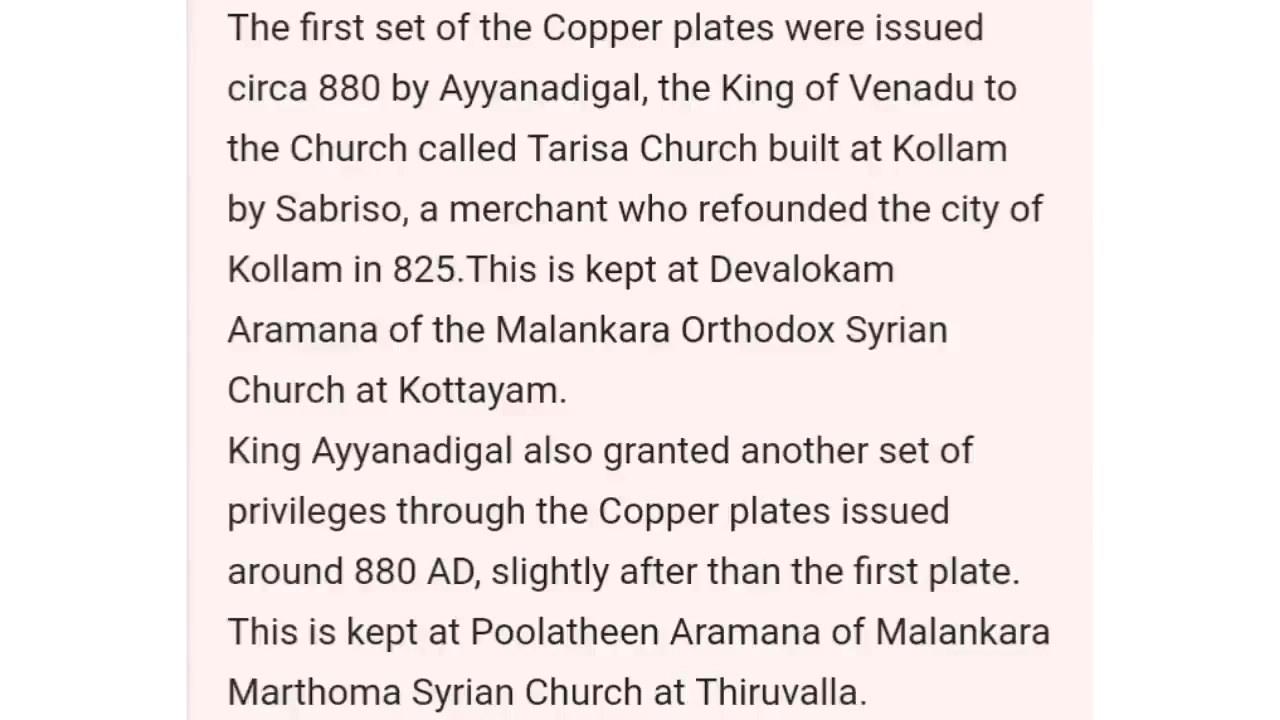 The first set of the Copper plates were issued
circa 880 by Ayyanadigal, the King of Venadu to
the Church called Tarisa Church built at Kollam
by Sabriso, a merchant who refounded the city of
Kollam in 825.This is kept at Devalokam
Aramana of the Malankara Orthodox Syrian
Church at Kottayam.
King Ayyanadigal also granted another set of
privileges through the Copper plates issued
around 880 AD, slightly after than the first plate.
This is kept at Poolatheen Aramana of Malankara
Marthoma Syrian Church at Thiruvalla.